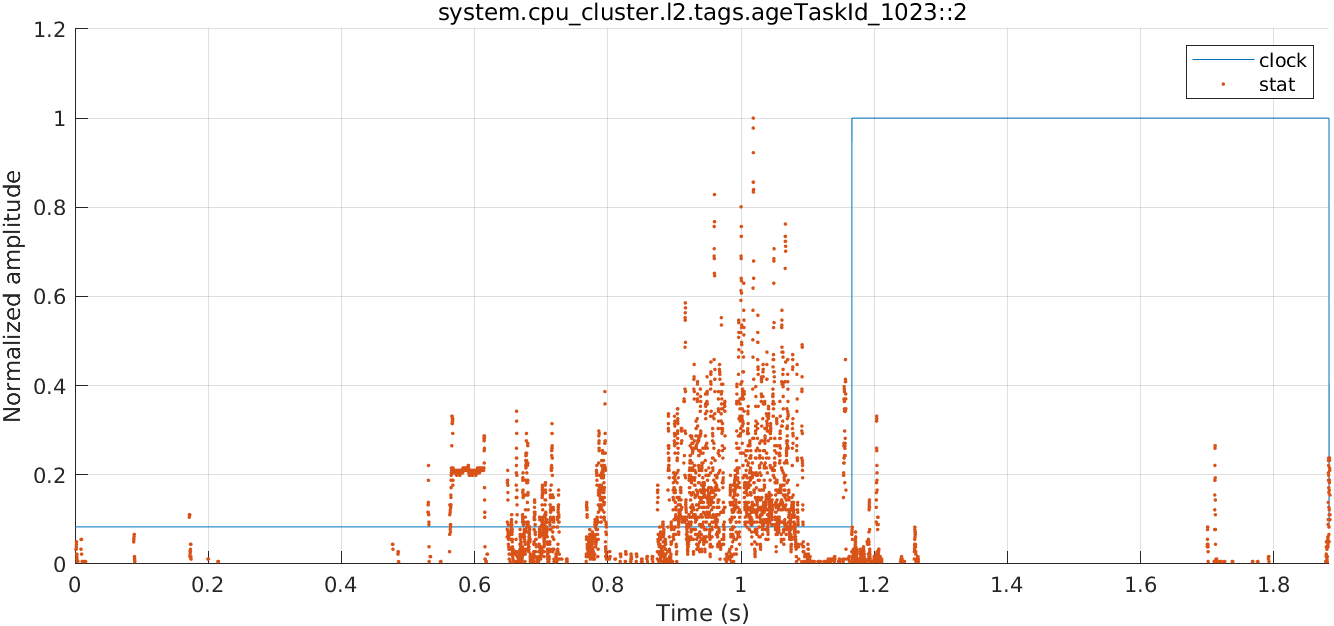 system.cpu_cluster.l2.tags.ageTaskId_1023::2
1.2
1
0.8
0.6
0.4
0.2
0
Normalized amplitude
clock
stat
0 0.2 0.4 0.6 0.8 1 1.2 1.4 1.6 1.8
Time (s)